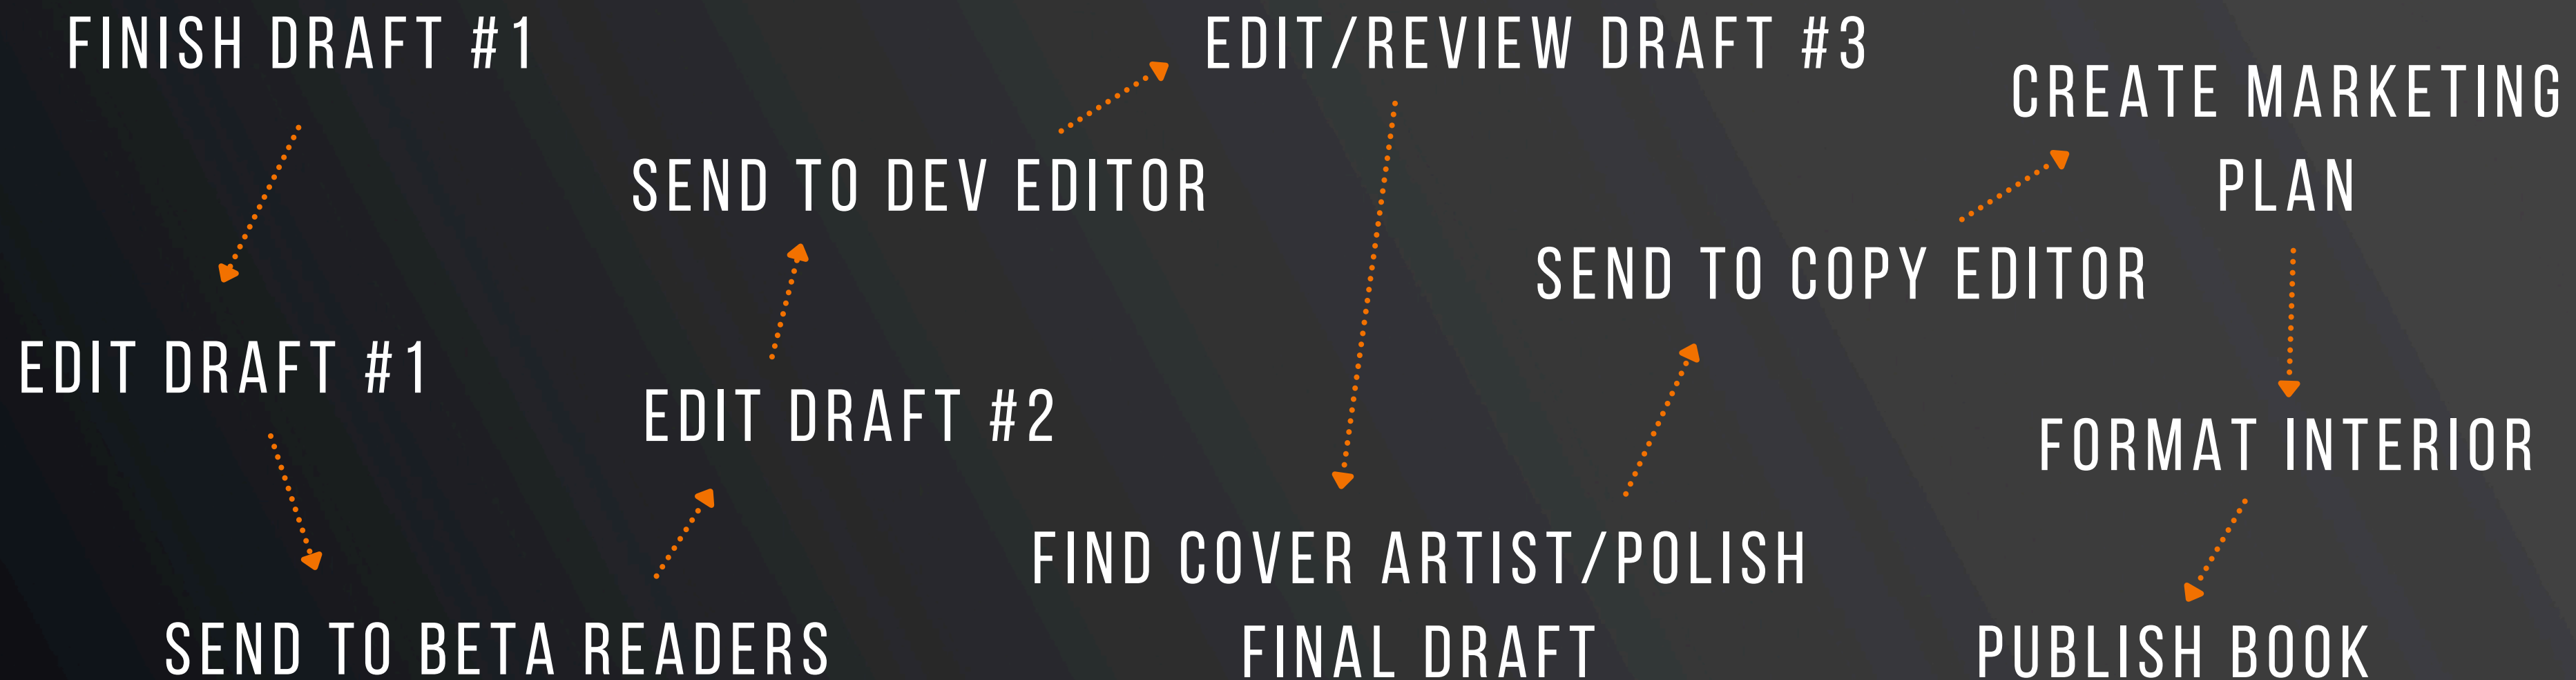 FINISH DRAFT #1
EDIT DRAFT #1
SEND TO BETA READERS
EDIT DRAFT #2
SEND TO DEV EDITOR
EDIT/REVIEW DRAFT #3
FIND COVER ARTIST/POLISH
FINAL DRAFT
SEND TO COPY EDITOR
CREATE MARKETING
PLAN
FORMAT INTERIOR
PUBLISH BOOK